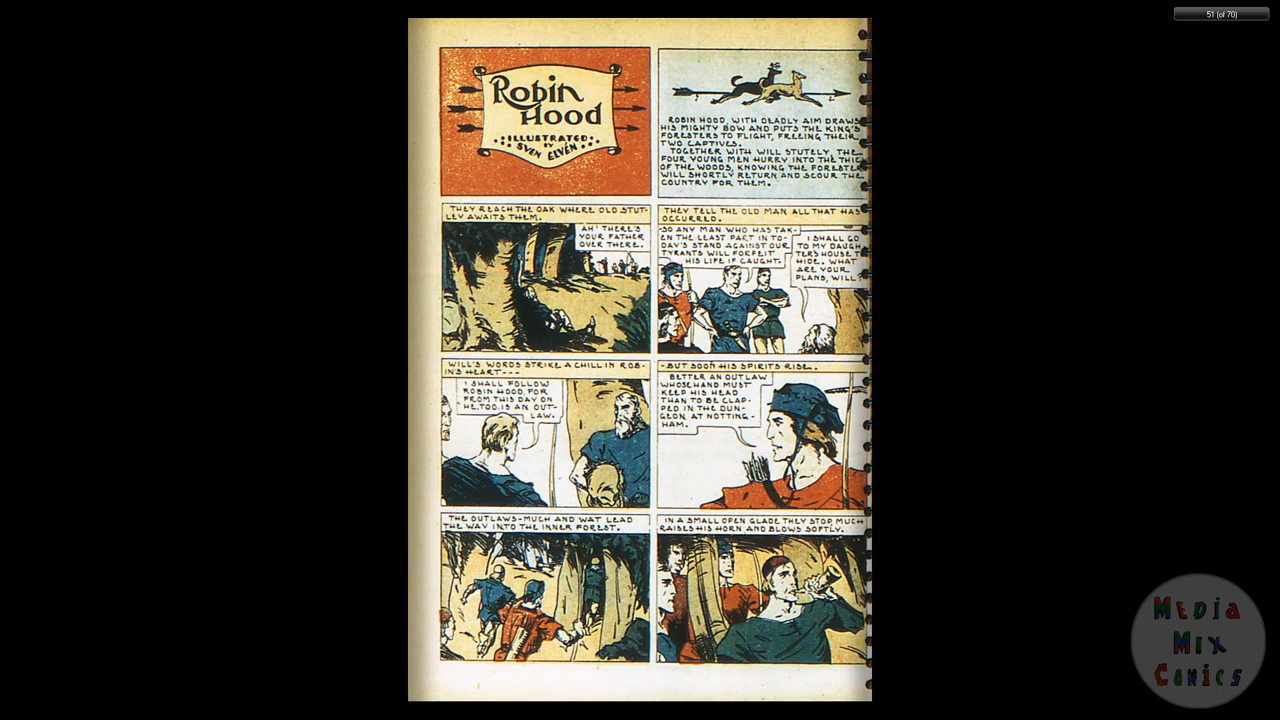 51 (of 70)
Robin
Hood
ILLUSTRATED
BY
SVEN ELVÉN
ROBIN HOOD, WITH DEADLY AIM DRAWS
HIS MIGHTY BOW AND PUTS THE KING'S
FORESTERS TO FLIGHT, FREEING THEIR
TWO CAPTIVES.
TOGETHER WITH WILL STUTELY, THE
FOUR YOUNG MEN HURRY INTO THE THIC
OF THE WOODS, KNOWING THE FORESTER
WILL SHORTLY RETURN AND SCOUR THE
COUNTRY FOR THEM.
THEY REACH THE OAK WHERE OLD STUT-
LEY AWAITS THEM.
AH! THERE'S
YOUR FATHER
OVER THERE.
THEY TELL THE OLD MAN ALL THAT HAS
OCCURRED.
-SO ANY MAN WHO HAS TAK-
EN THE LEAST PART IN TO-
DAY'S STAND AGAINST OUR
TYRANTS WILL FORFEIT
HIS LIFE IF CAUGHT.
I SHALL GO
TO MY DAUGH
TER'S HOUSE T
HIDE. WHAT
ARE YOUR
PLANS, WILL?
WILL'S WORDS STRIKE A CHILL IN ROB-
IN'S HEART---
I SHALL FOLLOW
ROBIN HOOD, FOR
FROM THIS DAY ON
HE, TOO, IS AN OUT-
LAW.
-BUT SOON HIS SPIRITS RISE.
BETTER AN OUTLAW
WHOSE HAND MUST
KEEP HIS HEAD
THAN TO BE CLAP-
PED IN THE DUN-
GEON AT NOTTING-
HAM.
THE OUTLAWS-MUCH AND WAT LEAD
THE WAY INTO THE INNER FOREST.
IN A SMALL OPEN GLADE THEY STOP. MUCH
RAISES HIS HORN AND BLOWS SOFTLY.
MEDIA
MIX
COMICS